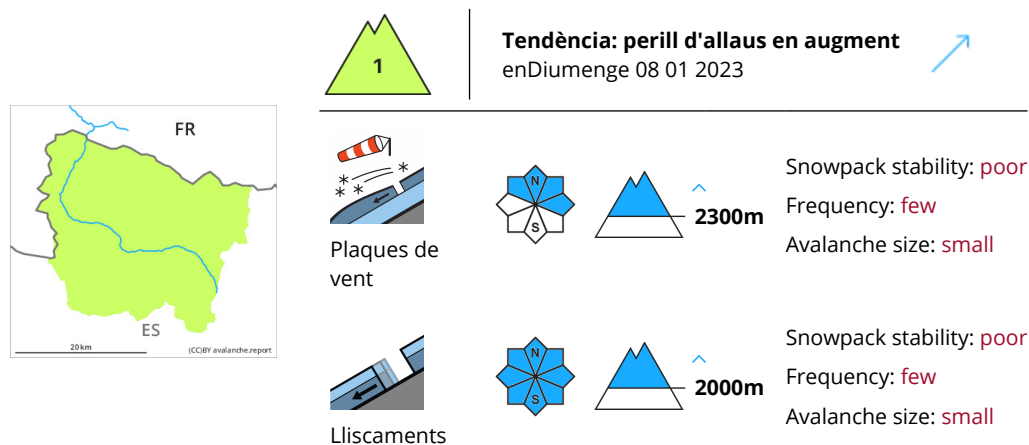 1
Tendència: perill d'allaus en augment
enDiumenge 08 01 2023
FR
ES
20 km
(CC)BY avalanche.report
Plaques de
vent
N
S
2300m
Snowpack stability: poor
Frequency: few
Avalanche size: small
Lliscaments
N
S
2000m
Snowpack stability: poor
Frequency: few
Avalanche size: small